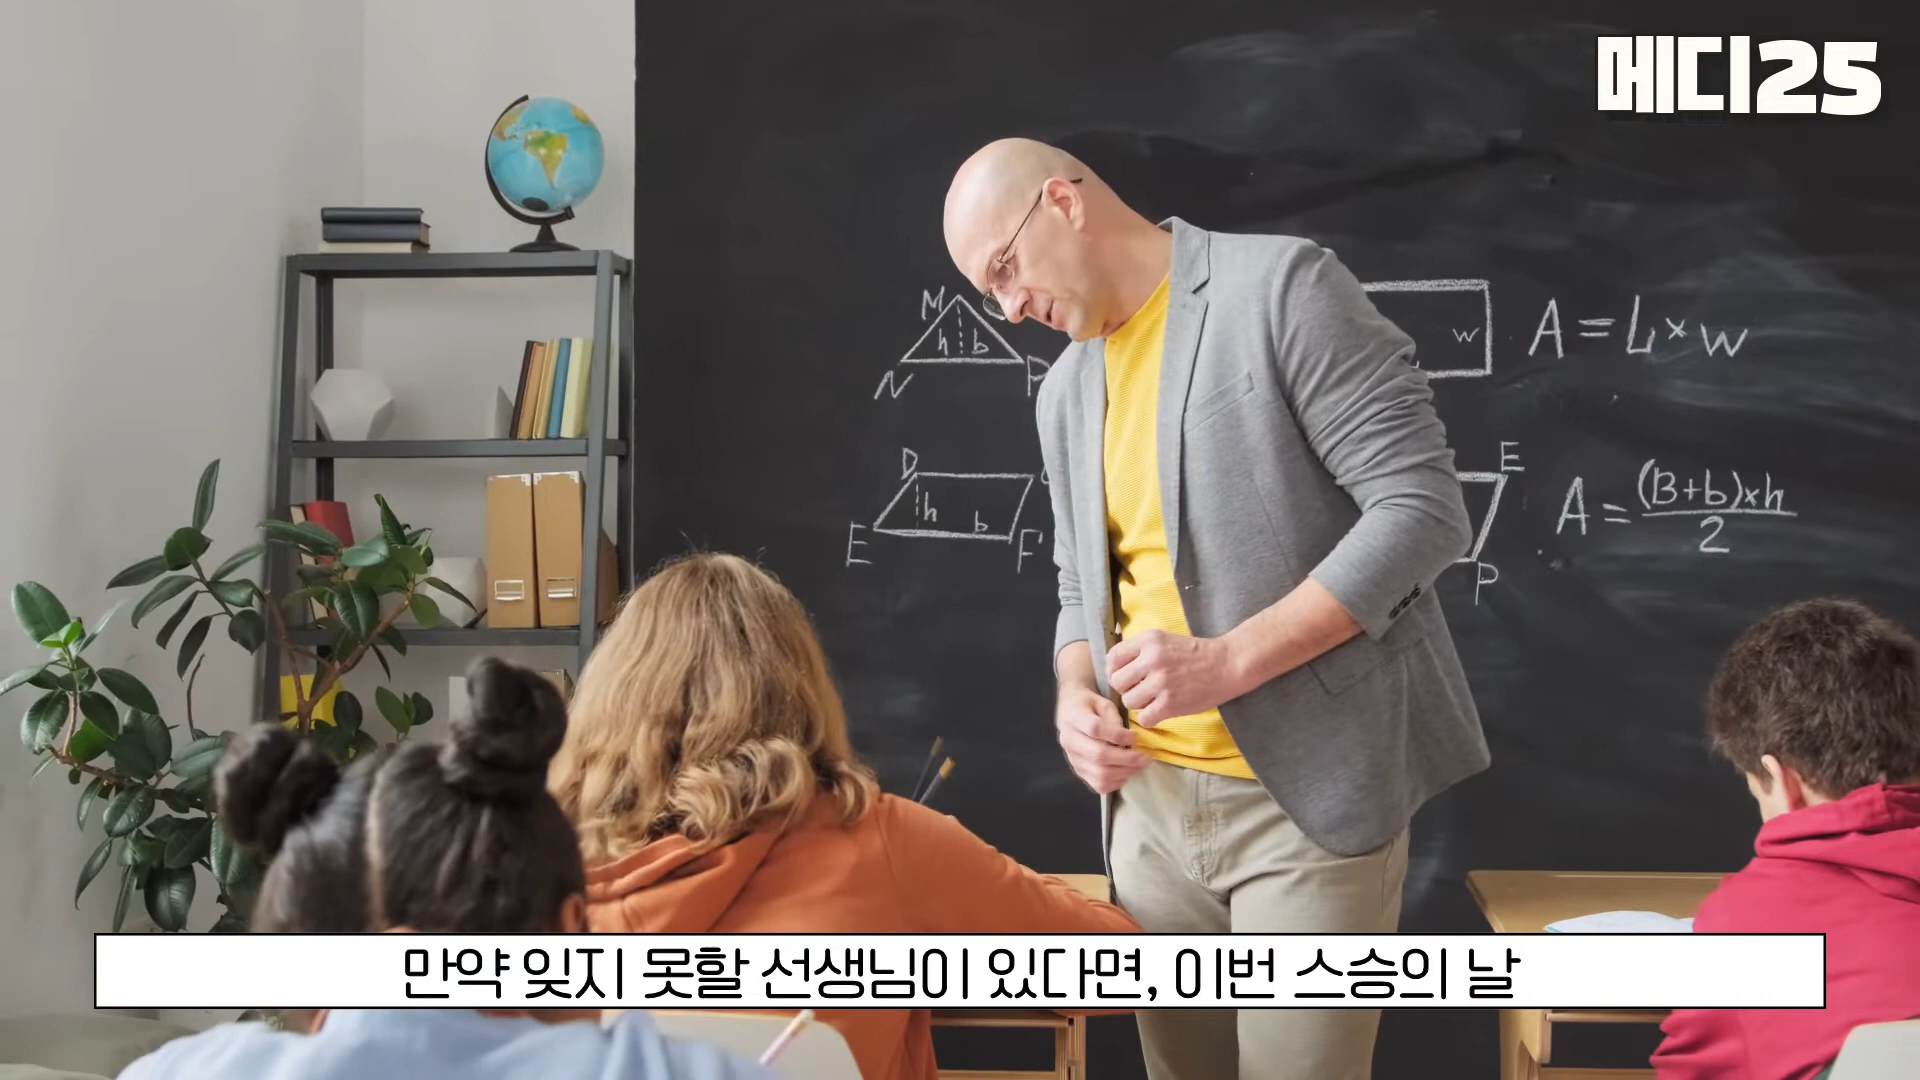 메디25
M
h b
N P
w
A = L×w
D
h b
E F
E
P
A = (B+b)×h
2
만약 잊지 못할 선생님이 있다면, 이번 스승의 날